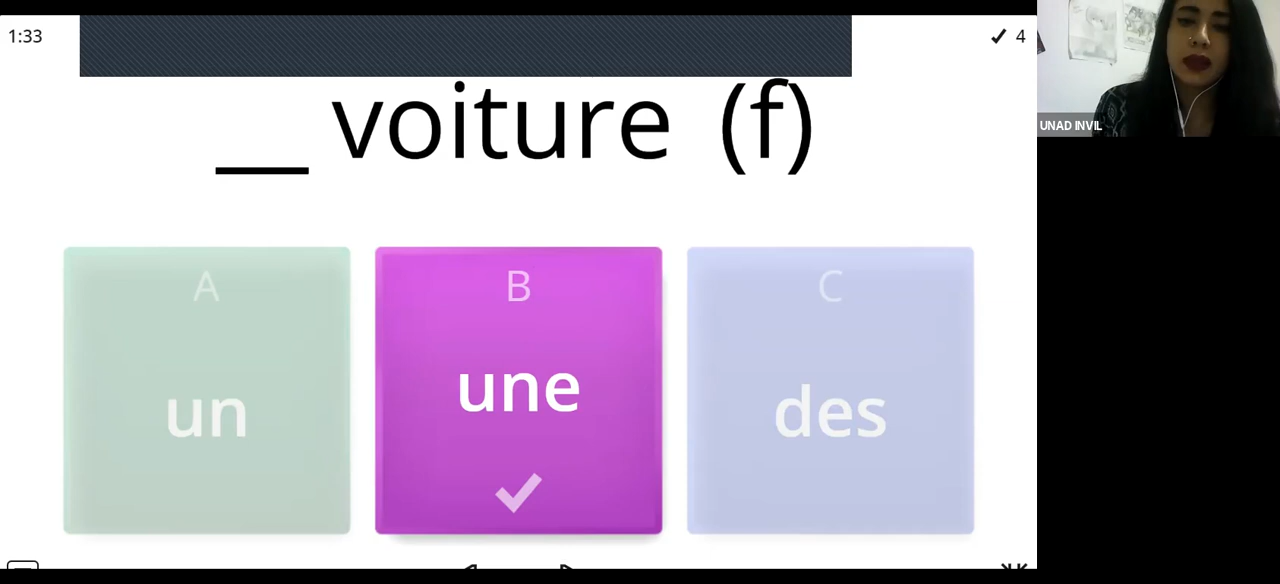 1:33
✓ 4
__ voiture (f)
A
B
C
un
une
des
UNAD INVIL